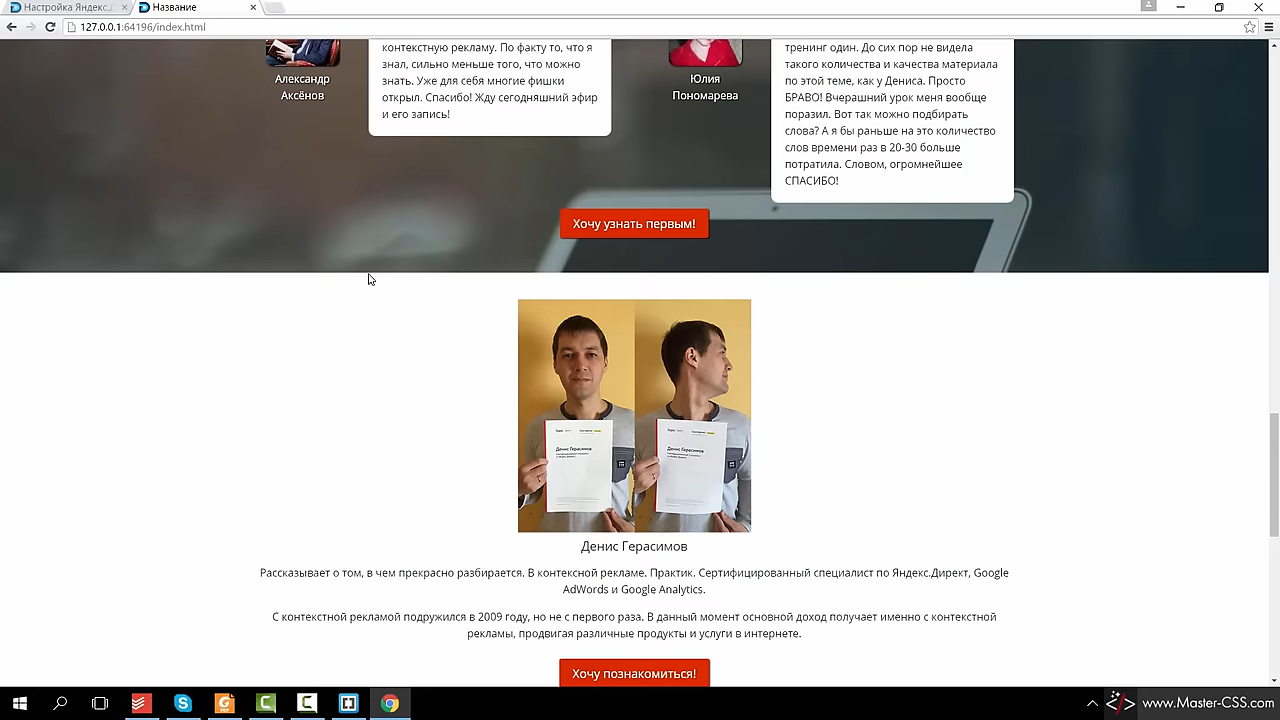 Настройка Яндекс.Д
Название
127.0.0.1:64196/index.html
Александр
Аксёнов
контекстную рекламу. По факту то, что я
знал, сильно меньше того, что можно
знать. Уже для себя многие фишки
открыл. Спасибо! Жду сегодняшний эфир
и его запись!
Юлия
Пономарева
тренинг один. До сих пор не видела
такого количества и качества материала
по этой теме, как у Дениса. Просто
БРАВО! Вчерашний урок меня вообще
поразил. Вот так можно подбирать
слова? А я бы раньше на это количество
слов времени раз в 20-30 больше
потратила. Словом, огромнейшее
СПАСИБО!
Хочу узнать первым!
Денис Герасимов
Денис Герасимов
Денис Герасимов
Рассказывает о том, в чем прекрасно разбирается. В контексной рекламе. Практик. Сертифицированный специалист по Яндекс.Директ, Google
AdWords и Google Analytics.
С контекстной рекламой подружился в 2009 году, но не с первого раза. В данный момент основной доход получает именно с контекстной
рекламы, продвигая различные продукты и услуги в интернете.
Хочу познакомиться!
www.Master-CSS.com